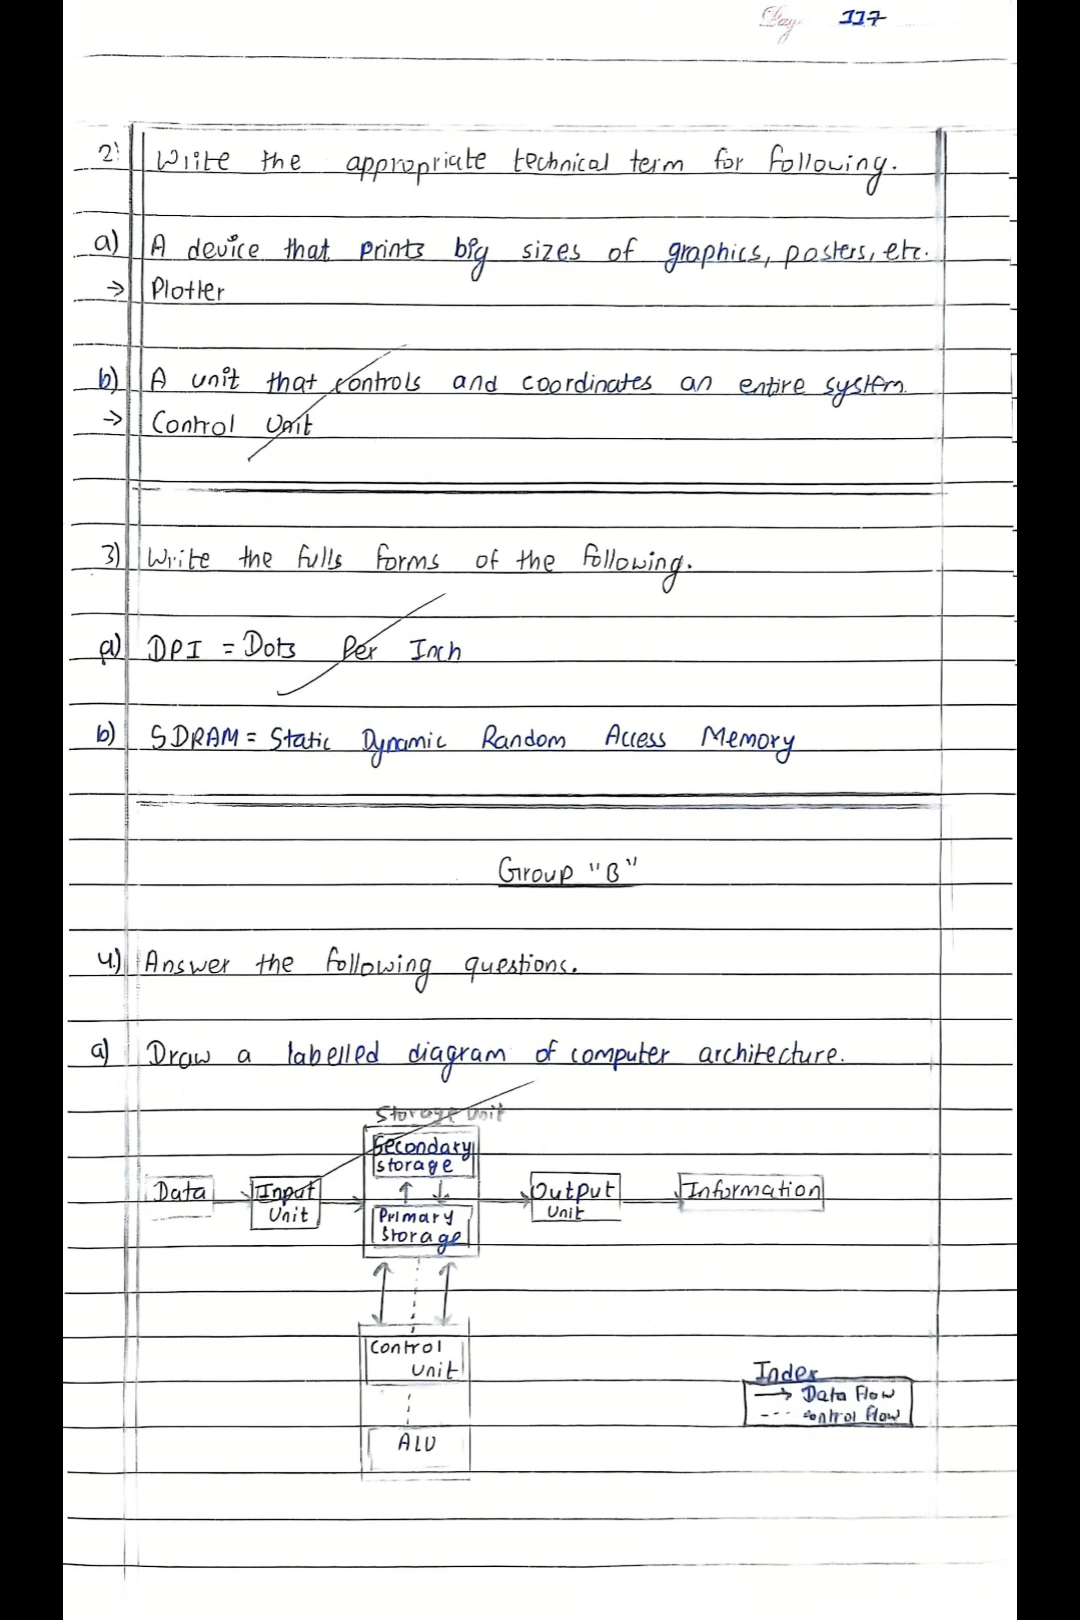 Day 117
2) Write the appropriate technical term for following.
a) A device that prints big sizes of graphics, posters, etc.
→ Plotter
b) A unit that controls and coordinates an entire system.
→ Control Unit
3) Write the fulls forms of the following.
a) DPI = Dots Per Inch
b) SDRAM = Static Dynamic Random Access Memory
Group "B"
4.) Answer the following questions.
a) Draw a labelled diagram of computer architecture.
Storage Unit
Secondary
storage
Data
Input
Unit
Primary
storage
Output
Unit
Information
Control
Unit
ALU
Index
→ Data Flow
---- control flow